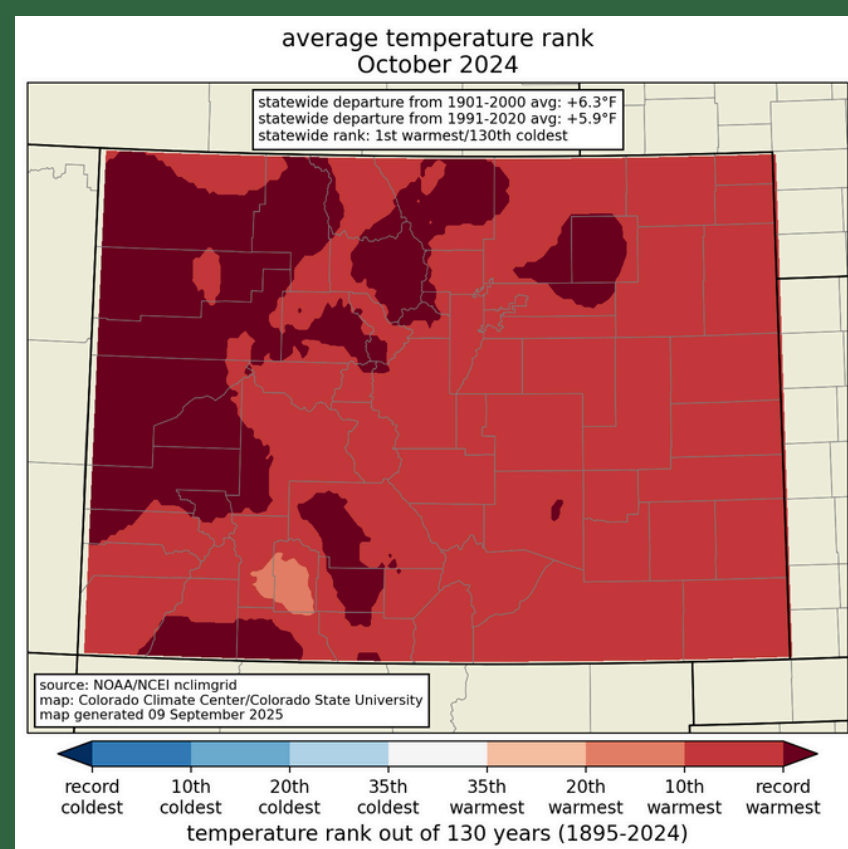 average temperature rank
October 2024
statewide departure from 1901-2000 avg: +6.3°F
statewide departure from 1991-2020 avg: +5.9°F
statewide rank: 1st warmest/130th coldest
source: NOAA/NCEI nclimgrid
map: Colorado Climate Center/Colorado State University
map generated 09 September 2025
record coldest
10th coldest
20th coldest
35th coldest
35th warmest
20th warmest
10th warmest
record warmest
temperature rank out of 130 years (1895-2024)